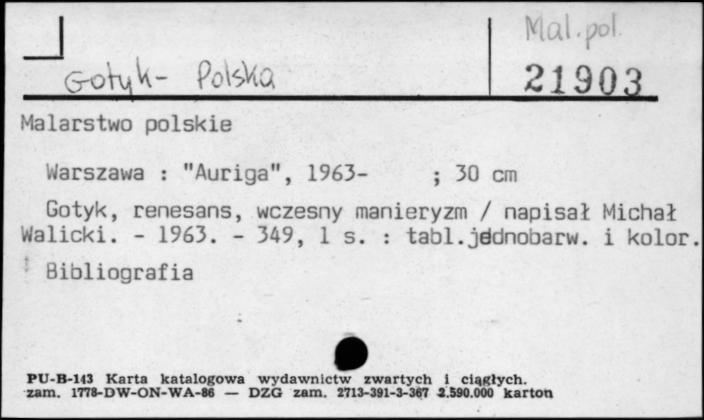 Mal.pol.
Gotyk- Polska
21903
Malarstwo polskie
Warszawa : "Auriga", 1963- ; 30 cm
Gotyk, renesans, wczesny manieryzm / napisał Michał
Walicki. - 1963. - 349, 1 s. : tabl.jednobarw. i kolor.
Bibliografia
PU-B-143 Karta katalogowa wydawnictw zwartych i ciągłych.
zam. 1778-DW-ON-WA-86 — DZG zam. 2713-391-3-367 2.590.000 karton